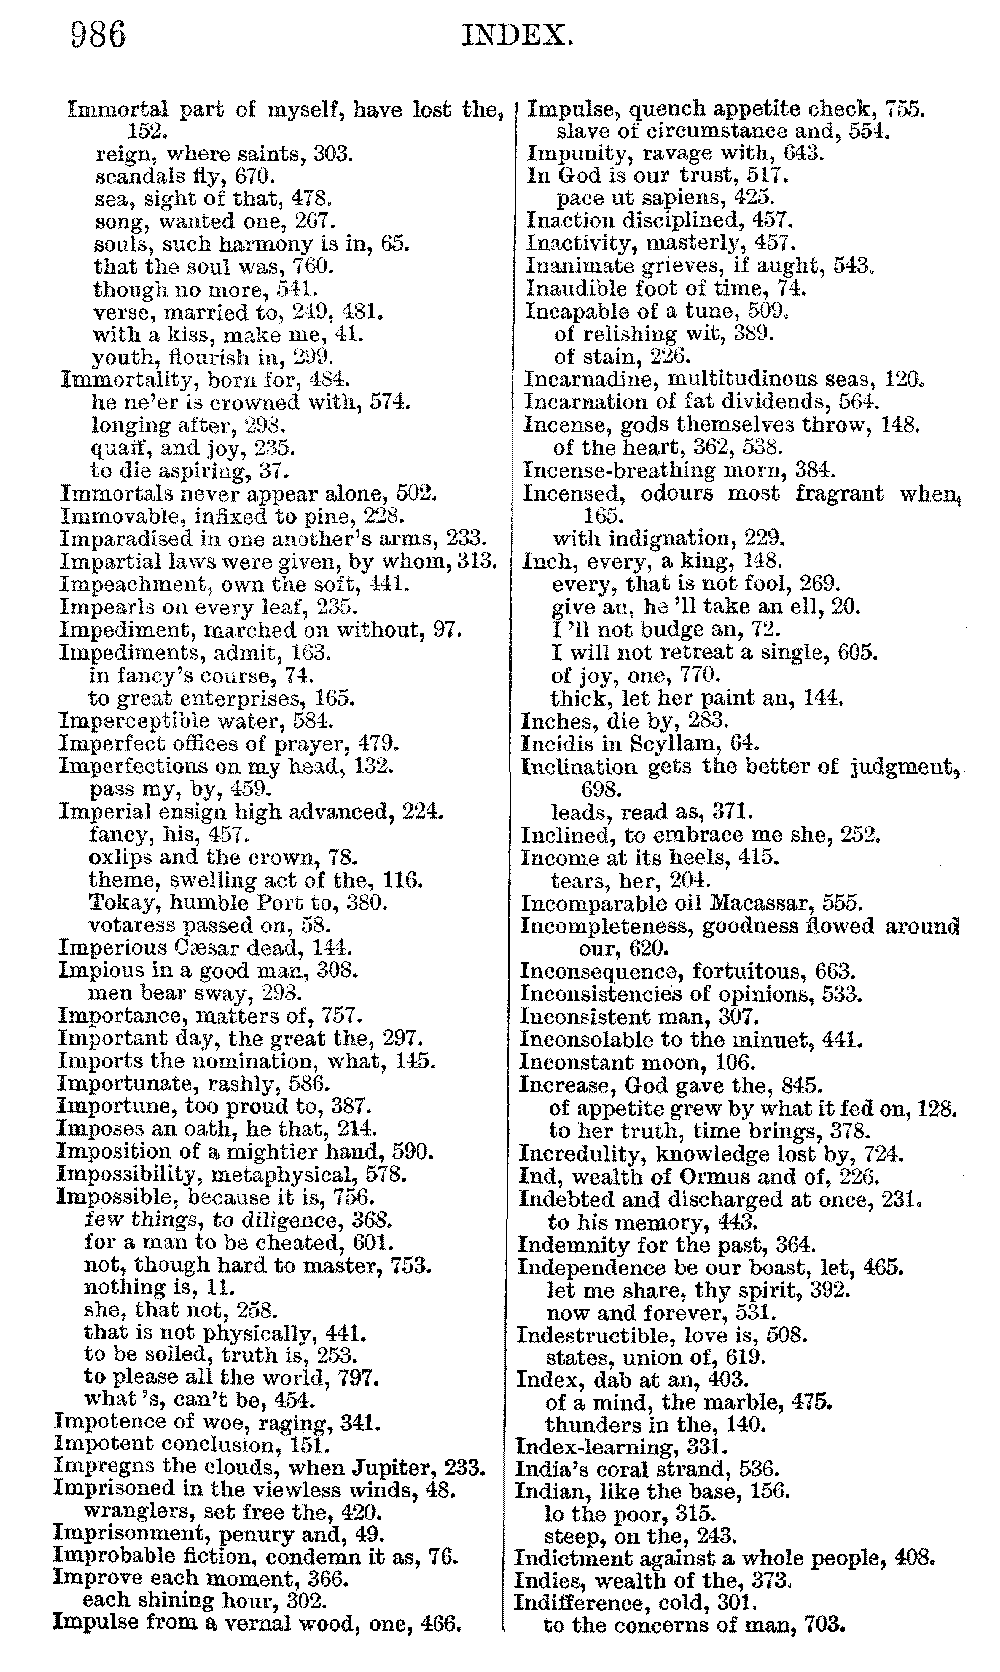 986
INDEX.
Immortal part of myself, have lost the,
152.
reign, where saints, 303.
scandals fly, 670.
sea, sight of that, 478.
song, wanted one, 267.
souls, such harmony is in, 65.
that the soul was, 760.
though no more, 541.
verse, married to, 249, 481.
with a kiss, make me, 41.
youth, flourish in, 299.
Immortality, born for, 484.
he ne'er is crowned with, 574.
longing after, 298.
quaff, and joy, 235.
to die aspiring, 37.
Immortals never appear alone, 502.
Immovable, infixed to pine, 228.
Imparadised in one another's arms, 233.
Impartial laws were given, by whom, 313.
Impeachment, own the soft, 441.
Impearls on every leaf, 235.
Impediment, marched on without, 97.
Impediments, admit, 163.
in fancy's course, 74.
to great enterprises, 165.
Imperceptible water, 584.
Imperfect offices of prayer, 479.
Imperfections on my head, 132.
pass my, by, 459.
Imperial ensign high advanced, 224.
fancy, his, 457.
oxlips and the crown, 78.
theme, swelling act of the, 116.
Tokay, humble Port to, 380.
votaress passed on, 58.
Imperious Cæsar dead, 144.
Impious in a good man, 308.
men bear sway, 298.
Importance, matters of, 757.
Important day, the great the, 297.
Imports the nomination, what, 145.
Importunate, rashly, 586.
Importune, too proud to, 387.
Imposes an oath, he that, 214.
Imposition of a mightier hand, 590.
Impossibility, metaphysical, 578.
Impossible, because it is, 756.
few things, to diligence, 368.
for a man to be cheated, 601.
not, though hard to master, 753.
nothing is, 11.
she, that not, 258.
that is not physically, 441.
to be soiled, truth is, 253.
to please all the world, 797.
what 's, can't be, 454.
Impotence of woe, raging, 341.
Impotent conclusion, 151.
Impregns the clouds, when Jupiter, 233.
Imprisoned in the viewless winds, 48.
wranglers, set free the, 420.
Imprisonment, penury and, 49.
Improbable fiction, condemn it as, 76.
Improve each moment, 366.
each shining hour, 302.
Impulse from a vernal wood, one, 466.
Impulse, quench appetite check, 755.
slave of circumstance and, 554.
Impunity, ravage with, 643.
In God is our trust, 517.
pace ut sapiens, 425.
Inaction disciplined, 457.
Inactivity, masterly, 457.
Inanimate grieves, if aught, 543.
Inaudible foot of time, 74.
Incapable of a tune, 509.
of relishing wit, 389.
of stain, 226.
Incarnadine, multitudinous seas, 120.
Incarnation of fat dividends, 564.
Incense, gods themselves throw, 148.
of the heart, 362, 538.
Incense-breathing morn, 384.
Incensed, odours most fragrant when,
165.
with indignation, 229.
Inch, every, a king, 148.
every, that is not fool, 269.
give an, he 'll take an ell, 20.
I 'll not budge an, 72.
I will not retreat a single, 605.
of joy, one, 770.
thick, let her paint an, 144.
Inches, die by, 283.
Incidis in Scyllam, 64.
Inclination gets the better of judgment,
698.
leads, read as, 371.
Inclined, to embrace me she, 252.
Income at its heels, 415.
tears, her, 204.
Incomparable oil Macassar, 555.
Incompleteness, goodness flowed around
our, 620.
Inconsequence, fortuitous, 663.
Inconsistencies of opinions, 533.
Inconsistent man, 307.
Inconsolable to the minuet, 441.
Inconstant moon, 106.
Increase, God gave the, 845.
of appetite grew by what it fed on, 128.
to her truth, time brings, 378.
Incredulity, knowledge lost by, 724.
Ind, wealth of Ormus and of, 226.
Indebted and discharged at once, 231.
to his memory, 443.
Indemnity for the past, 364.
Independence be our boast, let, 465.
let me share, thy spirit, 392.
now and forever, 531.
Indestructible, love is, 508.
states, union of, 619.
Index, dab at an, 403.
of a mind, the marble, 475.
thunders in the, 140.
Index-learning, 331.
India's coral strand, 536.
Indian, like the base, 156.
lo the poor, 315.
steep, on the, 243.
Indictment against a whole people, 408.
Indies, wealth of the, 373.
Indifference, cold, 301.
to the concerns of man, 703.